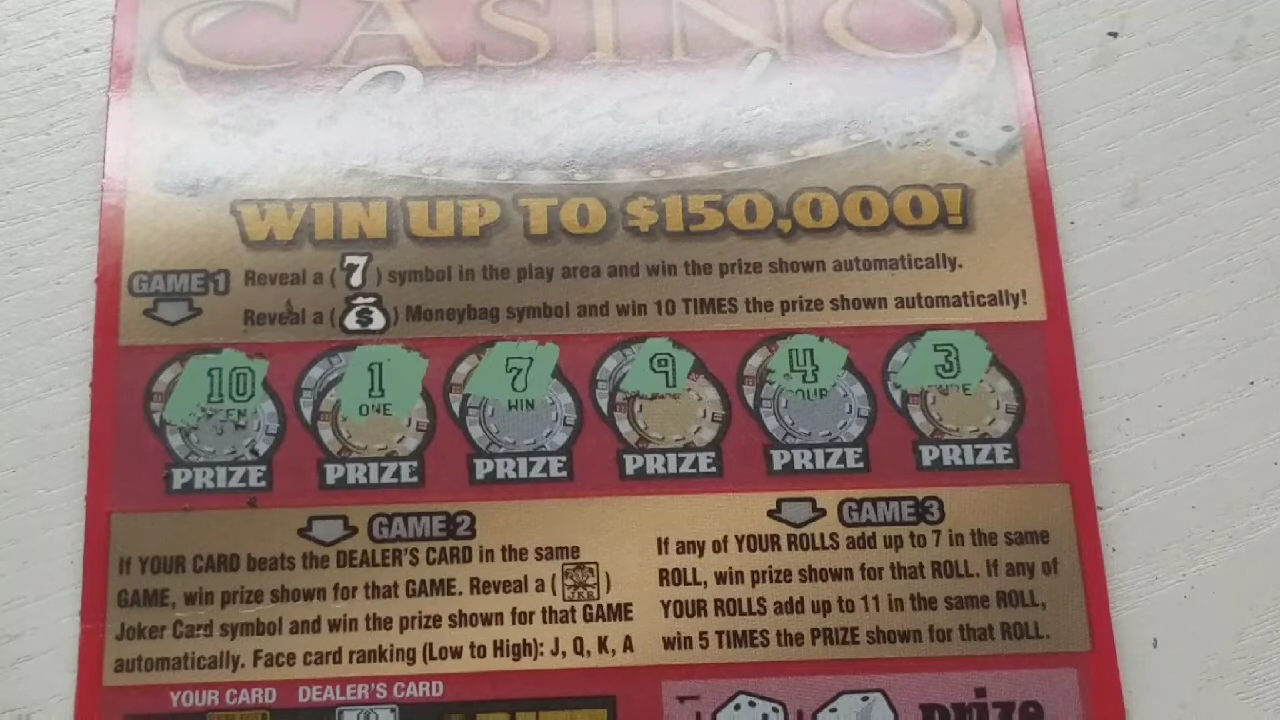 CASINO
WIN UP TO $150,000!
GAME 1
Reveal a (7) symbol in the play area and win the prize shown automatically.
Reveal a ($) Moneybag symbol and win 10 TIMES the prize shown automatically!
10 1 7 9 4 3
ONE WIN
PRIZE PRIZE PRIZE PRIZE PRIZE PRIZE
GAME 2
If YOUR CARD beats the DEALER'S CARD in the same
GAME, win prize shown for that GAME. Reveal a (JKR)
Joker Card symbol and win the prize shown for that GAME
automatically. Face card ranking (Low to High): J, Q, K, A
GAME 3
If any of YOUR ROLLS add up to 7 in the same
ROLL, win prize shown for that ROLL. If any of
YOUR ROLLS add up to 11 in the same ROLL,
win 5 TIMES the PRIZE shown for that ROLL.
YOUR CARD DEALER'S CARD
prize